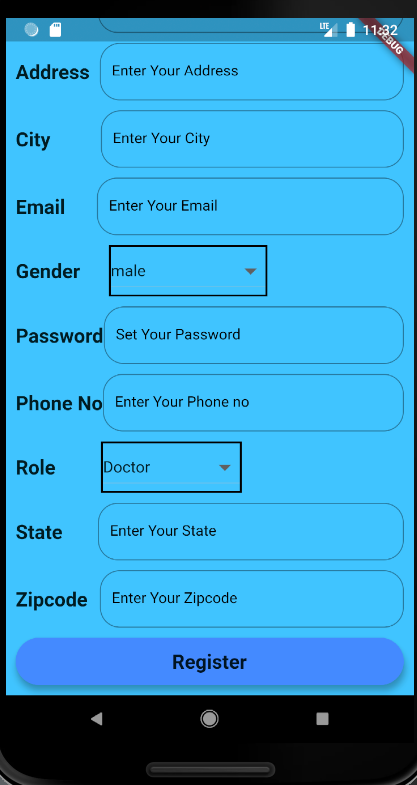 LTE 11:32
DEBUG
Address Enter Your Address
City Enter Your City
Email Enter Your Email
Gender male
Password Set Your Password
Phone No Enter Your Phone no
Role Doctor
State Enter Your State
Zipcode Enter Your Zipcode
Register